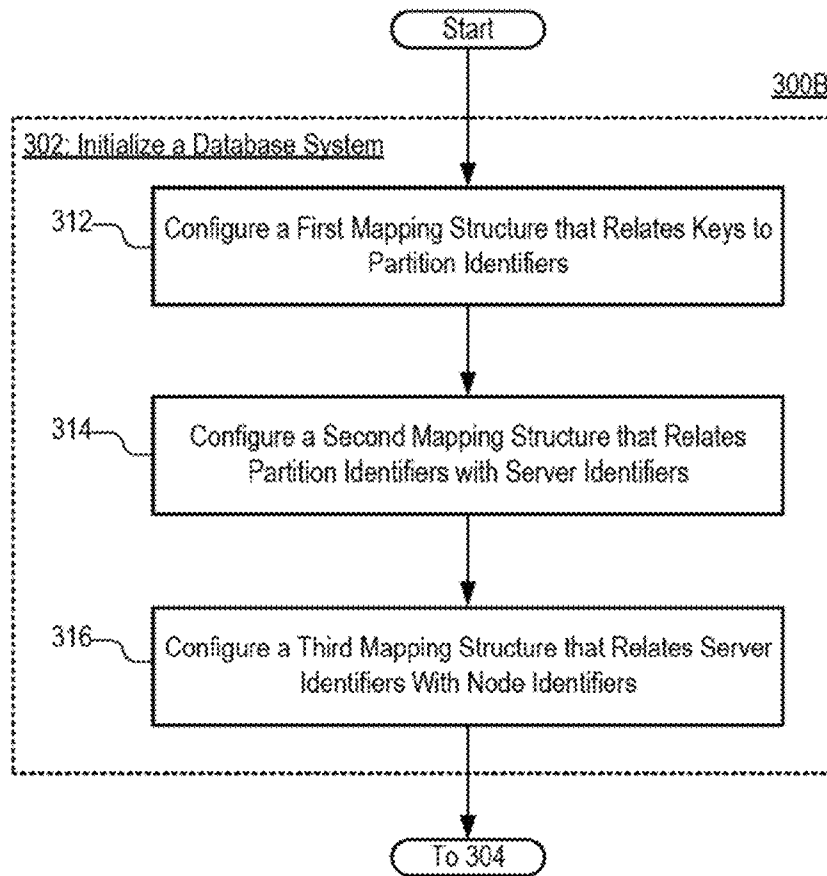 Start
300B
302: Initialize a Database System
312
Configure a First Mapping Structure that Relates Keys to
Partition Identifiers
314
Configure a Second Mapping Structure that Relates
Partition Identifiers with Server Identifiers
316
Configure a Third Mapping Structure that Relates Server
Identifiers With Node Identifiers
To 304